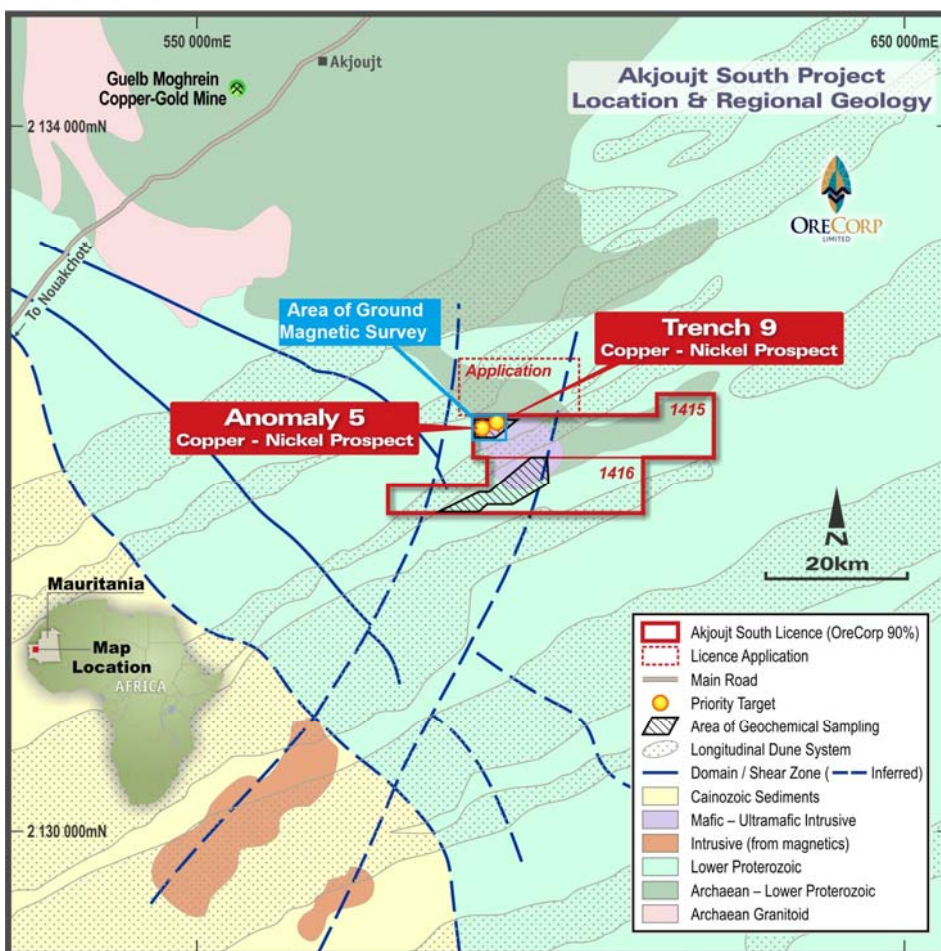 550 000mE
650 000mE
Akjoujt
Guelb Moghrein
Copper-Gold Mine
Akjoujt South Project
Location & Regional Geology
2 134 000mN
ORECORP
LIMITED
To Nouakchott
Area of Ground
Magnetic Survey
Trench 9
Copper - Nickel Prospect
Application
Anomaly 5
Copper - Nickel Prospect
1415
1416
N
20km
Mauritania
Map
Location
AFRICA
2 130 000mN
Akjoujt South Licence (OreCorp 90%)
Licence Application
Main Road
Priority Target
Area of Geochemical Sampling
Longitudinal Dune System
Domain / Shear Zone ( Inferred)
Cainozoic Sediments
Mafic – Ultramafic Intrusive
Intrusive (from magnetics)
Lower Proterozoic
Archaean – Lower Proterozoic
Archaean Granitoid